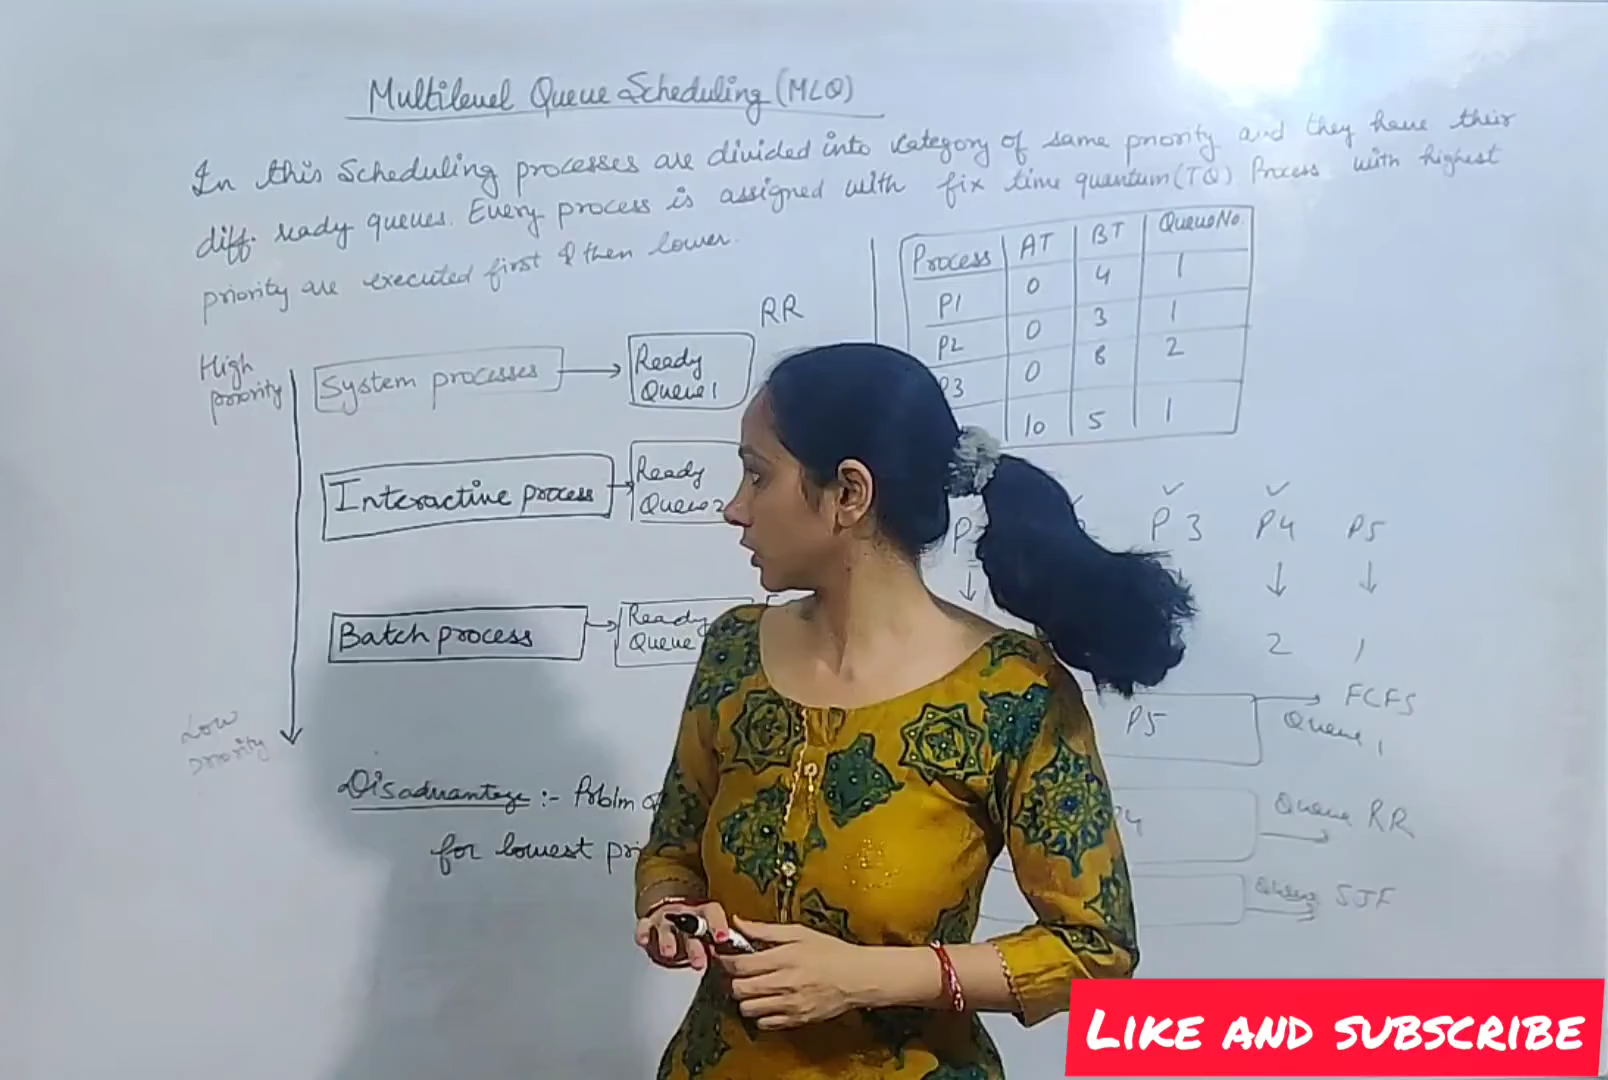 Multilevel Queue Scheduling (MLQ)
In this Scheduling processes are divided into category of same priority and they have their
diff. ready queues. Every process is assigned with fix time quantum (TQ) Process with highest
priority are executed first & then lower.
High
priority
System processes
Ready
Queue 1
RR
Interactive process
Ready
Queue 2
Batch process
Ready
Queue
Low
priority
Disadvantage :- Problm of
for lowest pri
Process AT BT Queue No.
P1 0 4 1
P2 0 3 1
P3 0 8 2
10 5 1
P3 P4 P5
2 1
P5
FCFS
Queue 1
Queue RR
Queue SJF
LIKE AND SUBSCRIBE